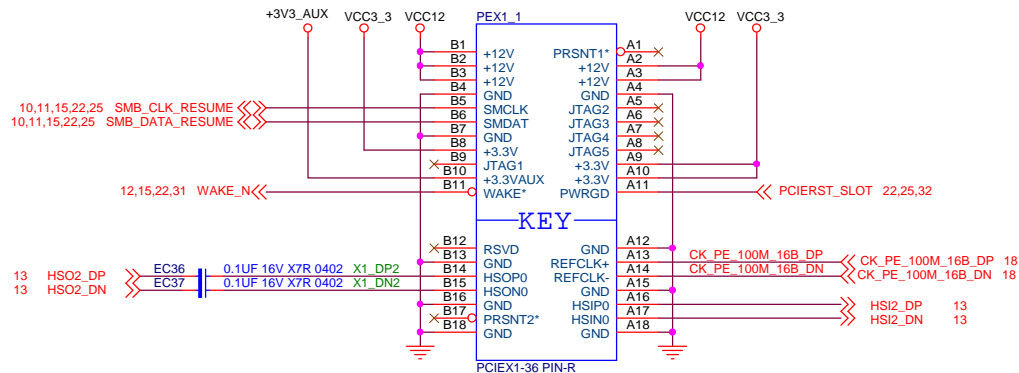 +3V3_AUX VCC3_3 VCC12 PEX1_1 VCC12 VCC3_3
B1 +12V PRSNT1* A1
B2 +12V +12V A2
B3 +12V +12V A3
B4 GND GND A4
10,11,15,22,25 SMB_CLK_RESUME B5 SMCLK JTAG2 A5
10,11,15,22,25 SMB_DATA_RESUME B6 SMDAT JTAG3 A6
B7 GND JTAG4 A7
B8 +3.3V JTAG5 A8
B9 JTAG1 +3.3V A9
B10 +3.3VAUX +3.3V A10
12,15,22,31 WAKE_N B11 WAKE* PWRGD A11 PCIERST_SLOT 22,25,32
KEY
B12 RSVD GND A12
B13 GND REFCLK+ A13 CK_PE_100M_16B_DP CK_PE_100M_16B_DP 18
13 HSO2_DP EC36 0.1UF 16V X7R 0402 X1_DP2 B14 HSOP0 REFCLK- A14 CK_PE_100M_16B_DN CK_PE_100M_16B_DN 18
13 HSO2_DN EC37 0.1UF 16V X7R 0402 X1_DN2 B15 HSON0 GND A15
B16 GND HSIP0 A16 HSI2_DP 13
B17 PRSNT2* HSIN0 A17 HSI2_DN 13
B18 GND GND A18
PCIEX1-36 PIN-R